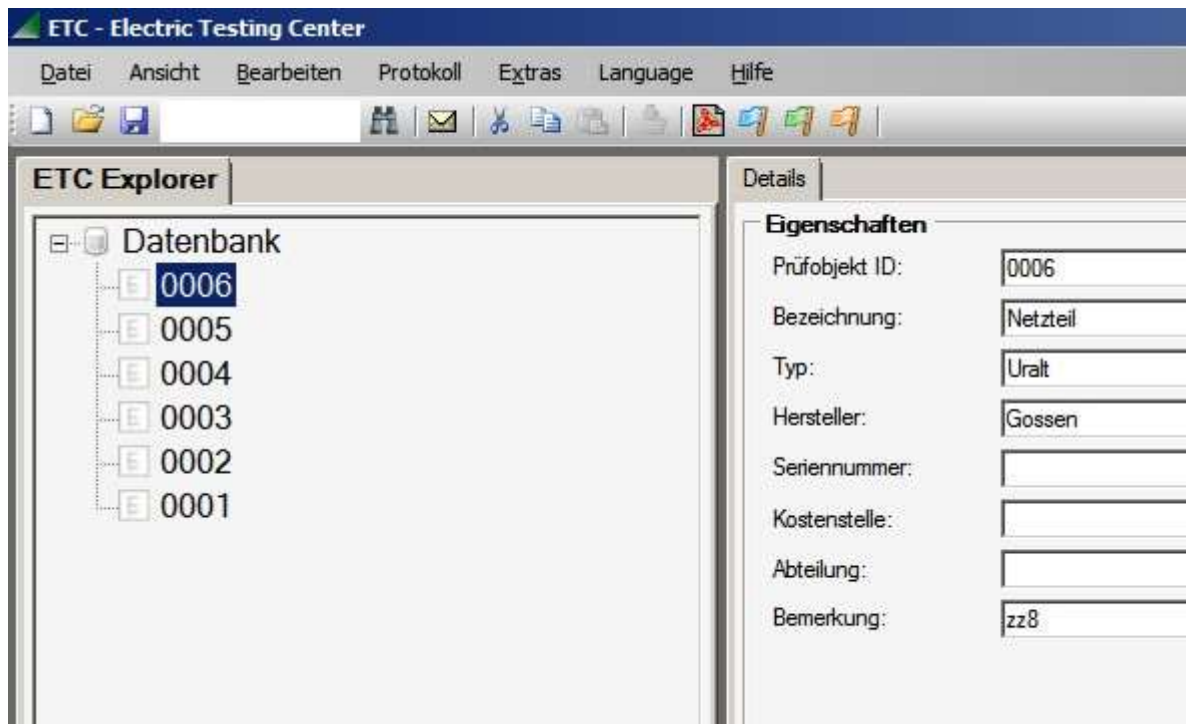 ETC - Electric Testing Center
Datei Ansicht Bearbeiten Protokoll Extras Language Hilfe
ETC Explorer
Datenbank
0006
0005
0004
0003
0002
0001
Details
Eigenschaften
Prüfobjekt ID: 0006
Bezeichnung: Netzteil
Typ: Uralt
Hersteller: Gossen
Seriennummer:
Kostenstelle:
Abteilung:
Bemerkung: zz8